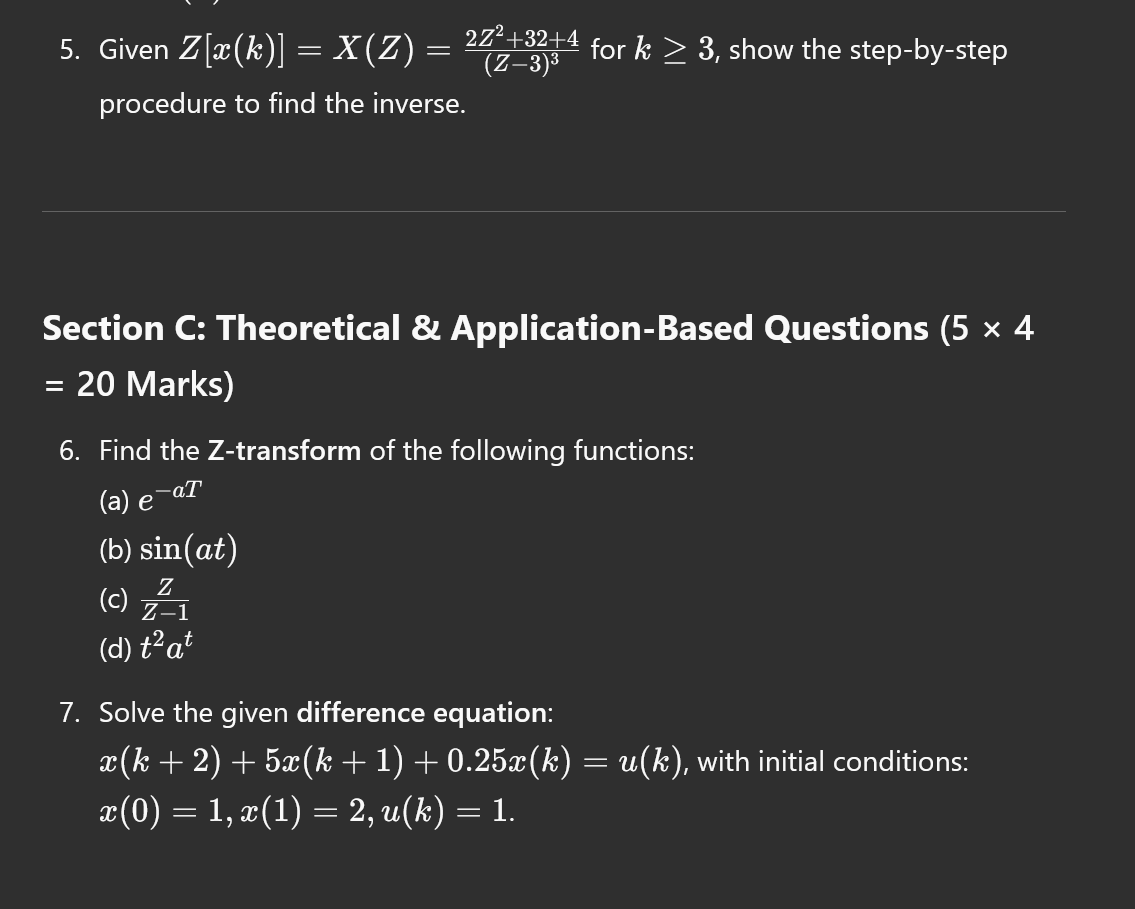 5. Given Z[x(k)] = X(Z) = \frac{2Z^2+32+4}{(Z-3)^3} for k ≥ 3, show the step-by-step
procedure to find the inverse.
Section C: Theoretical & Application-Based Questions (5 × 4
= 20 Marks)
6. Find the Z-transform of the following functions:
(a) e^{-aT}
(b) sin(at)
(c) \frac{Z}{Z-1}
(d) t^2a^t
7. Solve the given difference equation:
x(k + 2) + 5x(k + 1) + 0.25x(k) = u(k), with initial conditions:
x(0) = 1, x(1) = 2, u(k) = 1.